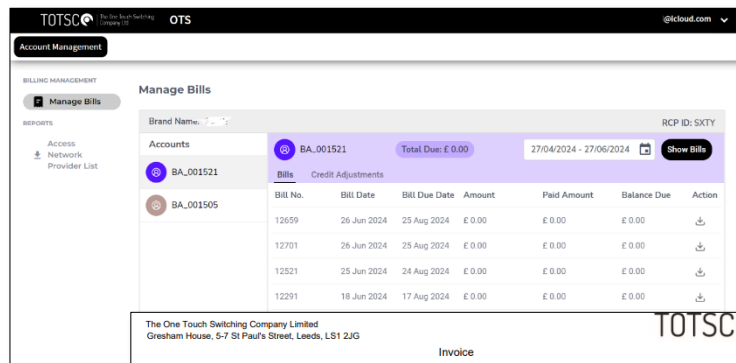 TOTSCO The One Touch Switching Company Ltd OTS @icloud.com
Account Management
BILLING MANAGEMENT
Manage Bills
REPORTS
Access
Network
Provider List
Manage Bills
Brand Name: RCP ID: SXTY
Accounts
BA_001521
BA_001505
BA_001521 Total Due: £ 0.00 27/04/2024 - 27/06/2024 Show Bills
Bills Credit Adjustments
Bill No. Bill Date Bill Due Date Amount Paid Amount Balance Due Action
12659 26 Jun 2024 25 Aug 2024 £ 0.00 £ 0.00 £ 0.00
12701 26 Jun 2024 25 Aug 2024 £ 0.00 £ 0.00 £ 0.00
12521 25 Jun 2024 24 Aug 2024 £ 0.00 £ 0.00 £ 0.00
12291 18 Jun 2024 17 Aug 2024 £ 0.00 £ 0.00 £ 0.00
The One Touch Switching Company Limited
Gresham House, 5-7 St Paul's Street, Leeds, LS1 2JG
TOTSC
Invoice